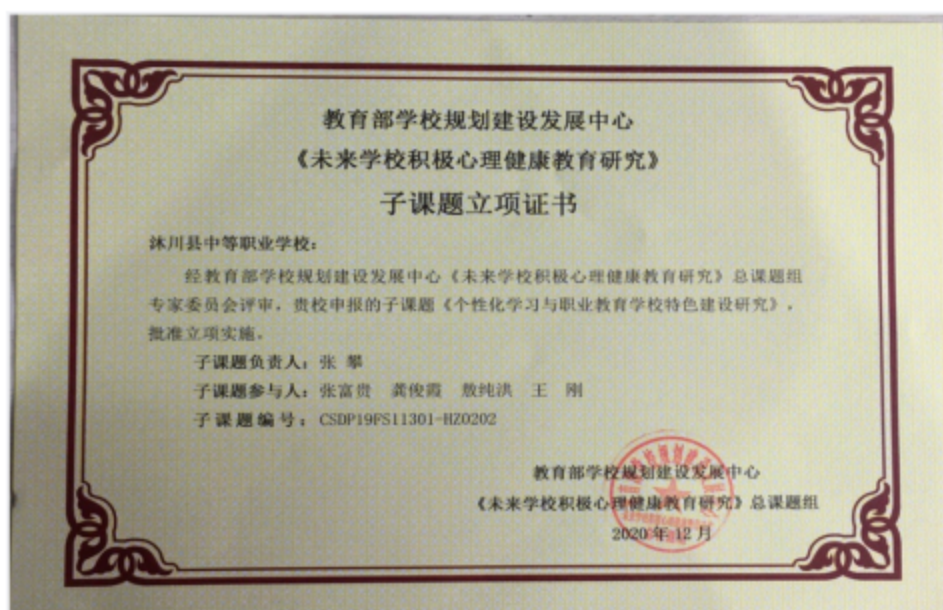 教育部学校规划建设发展中心
《未来学校积极心理健康教育研究》
子课题立项证书
沐川县中等职业学校：
经教育部学校规划建设发展中心《未来学校积极心理健康教育研究》总课题组
专家委员会评审，贵校申报的子课题《个性化学习与职业教育学校特色建设研究》，
批准立项实施。
子课题负责人：张 攀
子课题参与人：张富贵 龚俊霞 敖纯洪 王 刚
子课题编号：CSDP19FS11301-HZ0202
教育部学校规划建设发展中心
《未来学校积极心理健康教育研究》总课题组
2020年12月